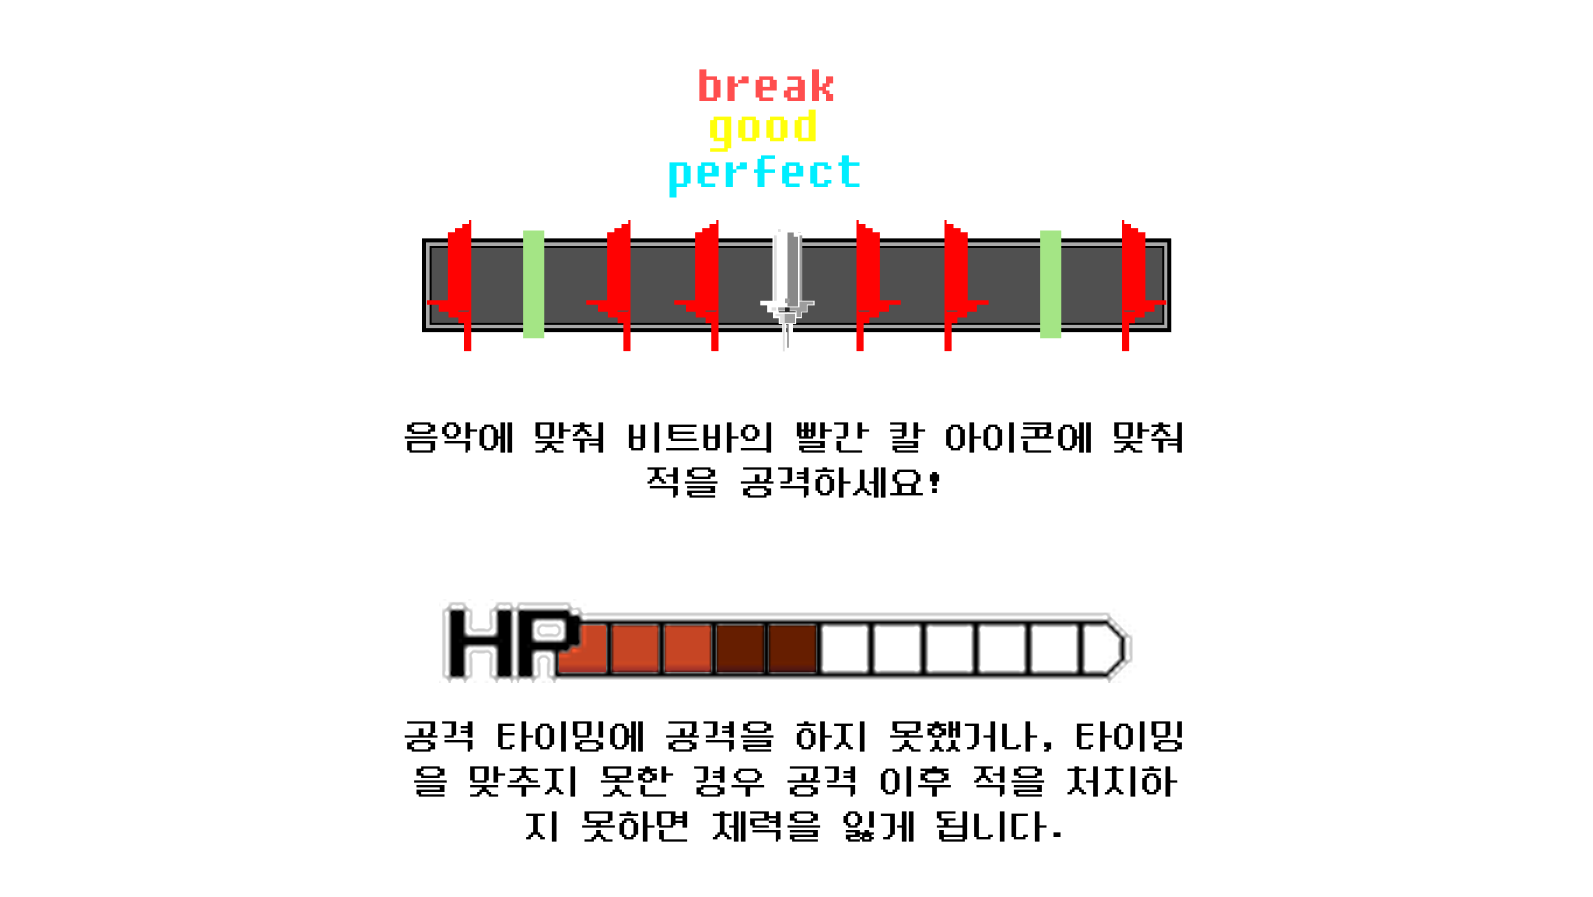 break
good
perfect
음악에 맞춰 비트바의 빨간 칼 아이콘에 맞춰
적을 공격하세요!
HP
공격 타이밍에 공격을 하지 못했거나, 타이밍
을 맞추지 못한 경우 공격 이후 적을 처치하
지 못하면 체력을 잃게 됩니다.